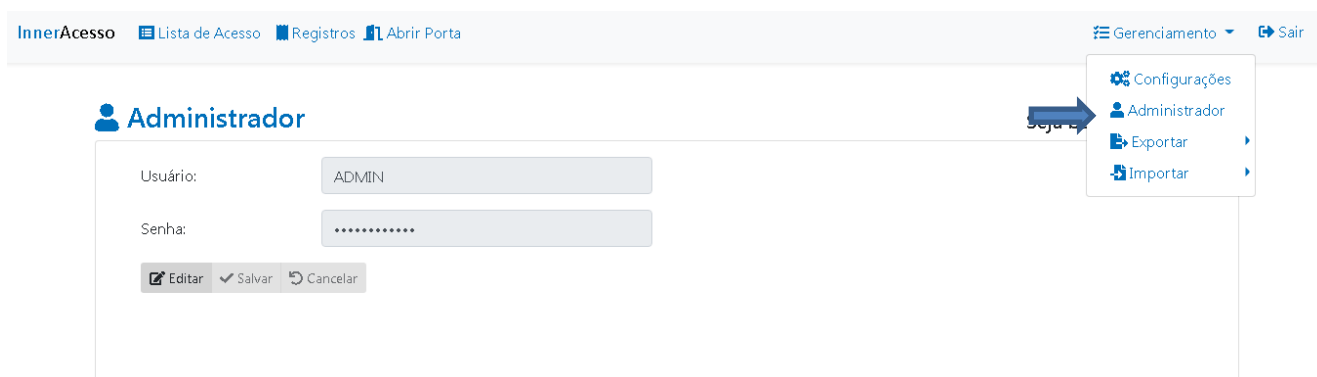 InnerAcesso Lista de Acesso Registros Abrir Porta Gerenciamento Sair
Configurações
Administrador
Exportar
Importar
Administrador
Seja
Usuário: ADMIN
Senha: ••••••••••••
Editar Salvar Cancelar